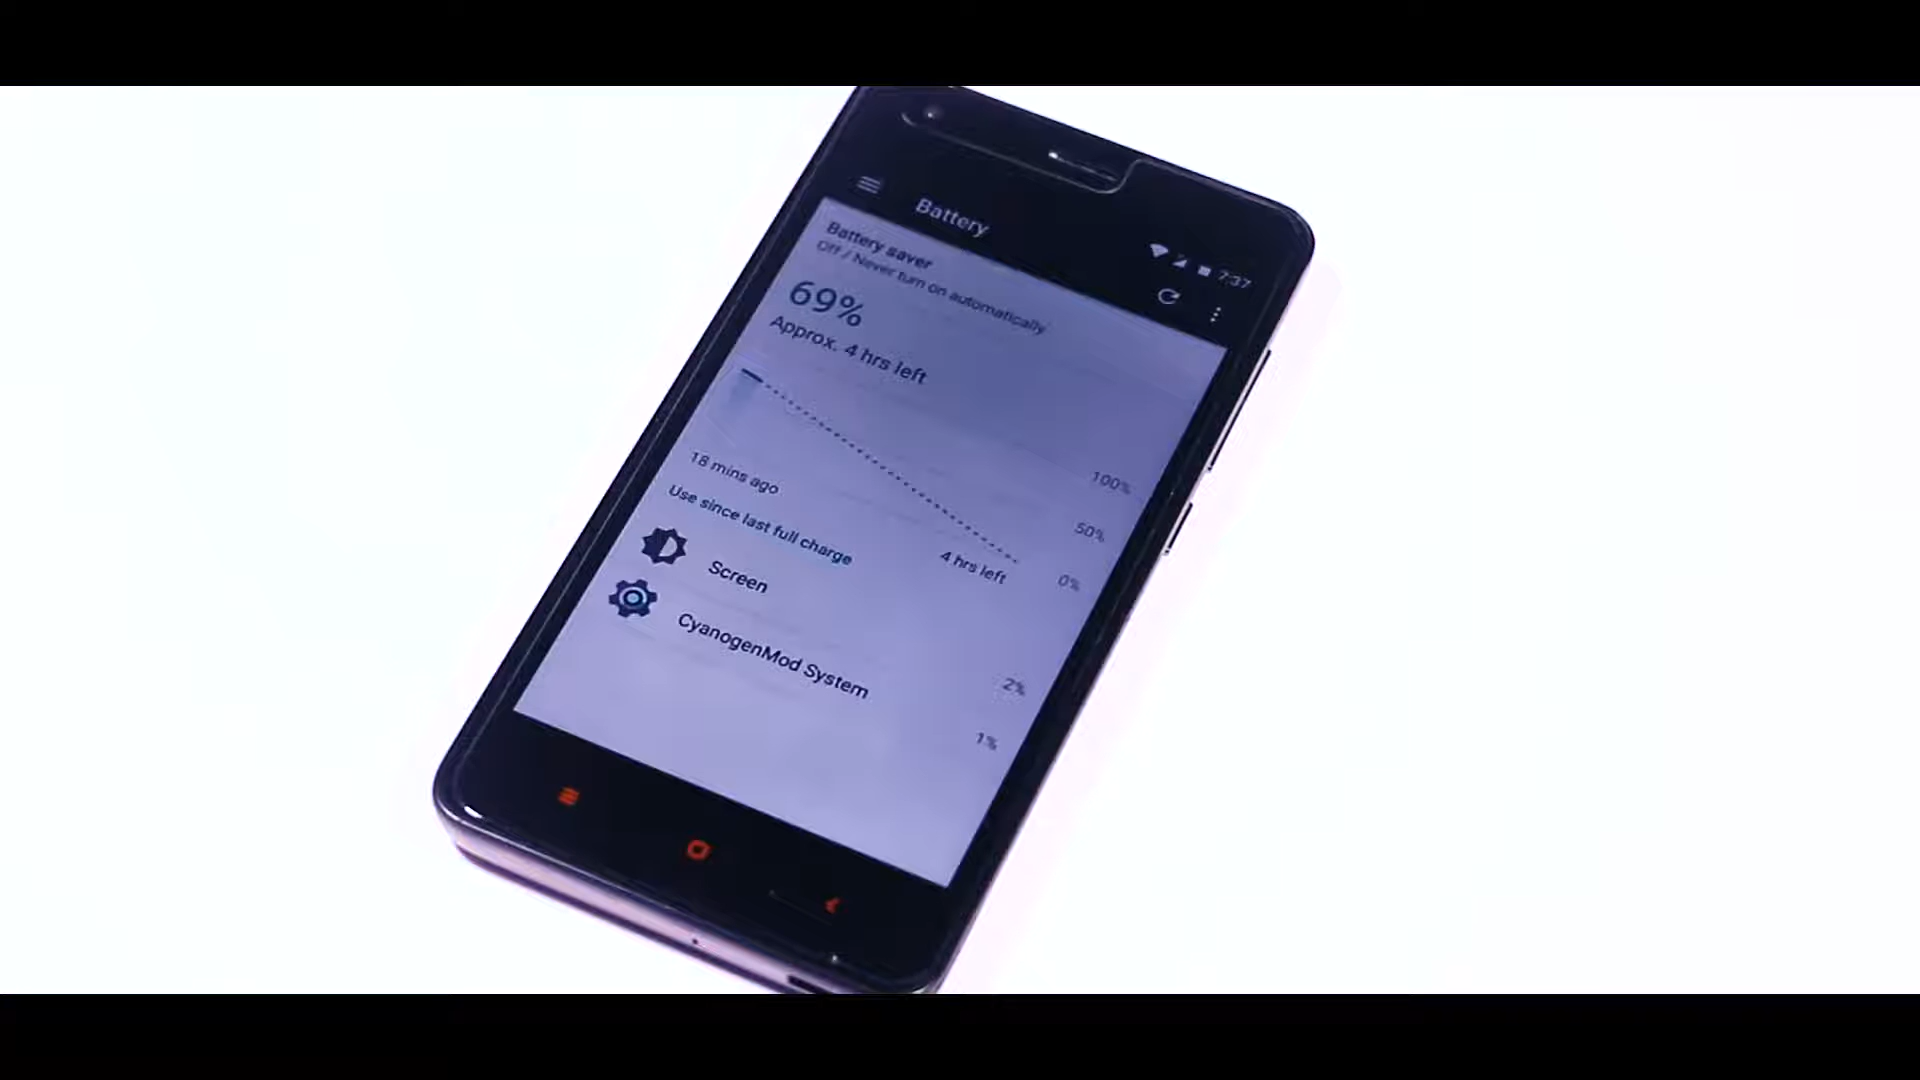 7:37
Battery
Battery saver
Off / Never turn on automatically
69%
Approx. 4 hrs left
100%
50%
0%
18 mins ago
4 hrs left
Use since last full charge
Screen
2%
CyanogenMod System
1%